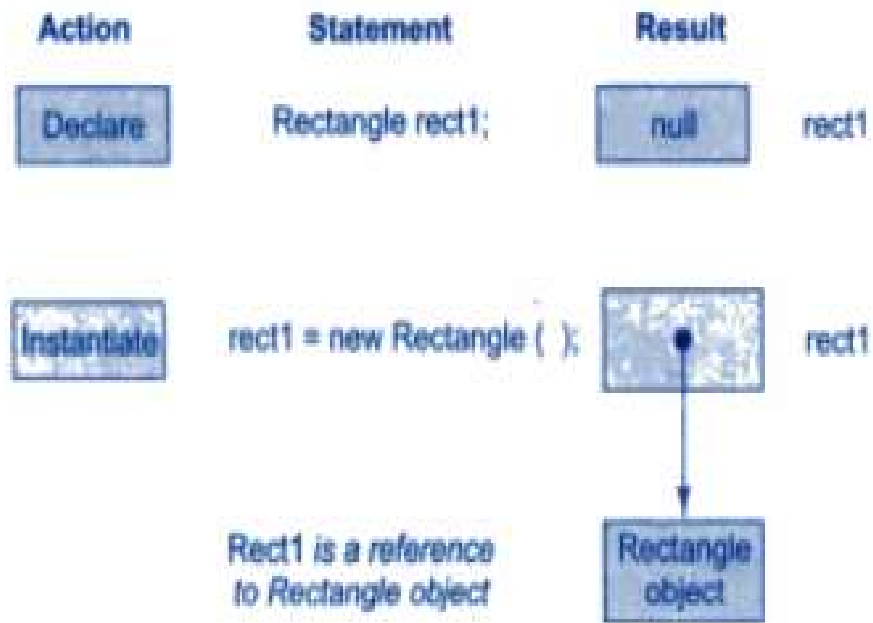 Action Statement Result
Declare Rectangle rect1; null rect1
Instantiate rect1 = new Rectangle ( ); rect1
Rect1 is a reference
to Rectangle object
Rectangle
object